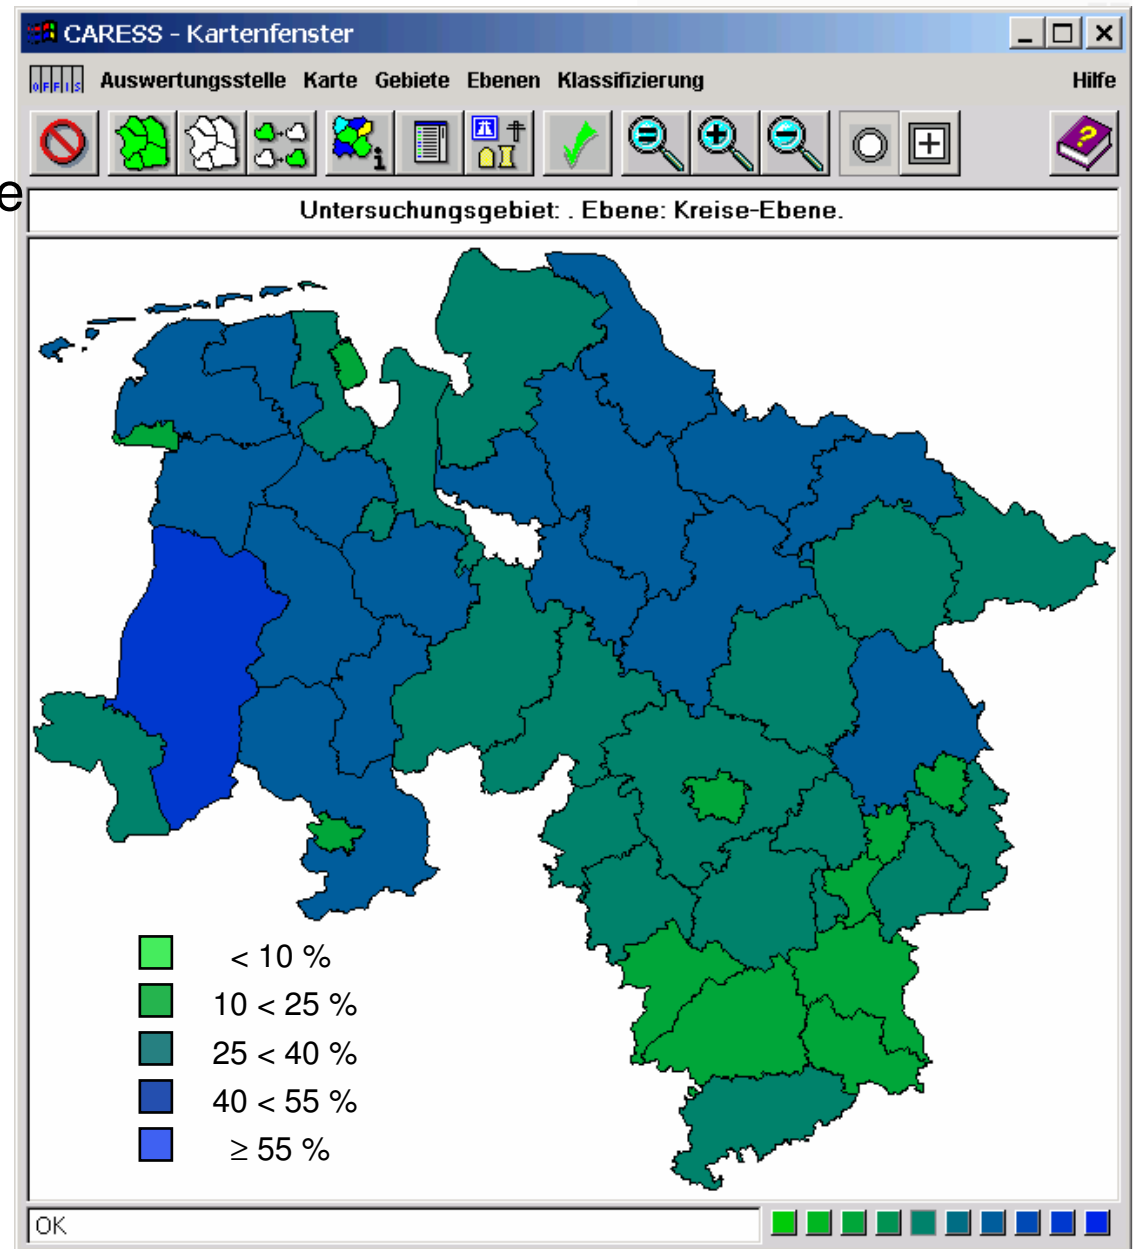 CARESS - Kartenfenster
OFFIS Auswertungsstelle Karte Gebiete Ebenen Klassifizierung Hilfe
e
Untersuchungsgebiet: . Ebene: Kreise-Ebene.
< 10 %
10 < 25 %
25 < 40 %
40 < 55 %
≥ 55 %
OK